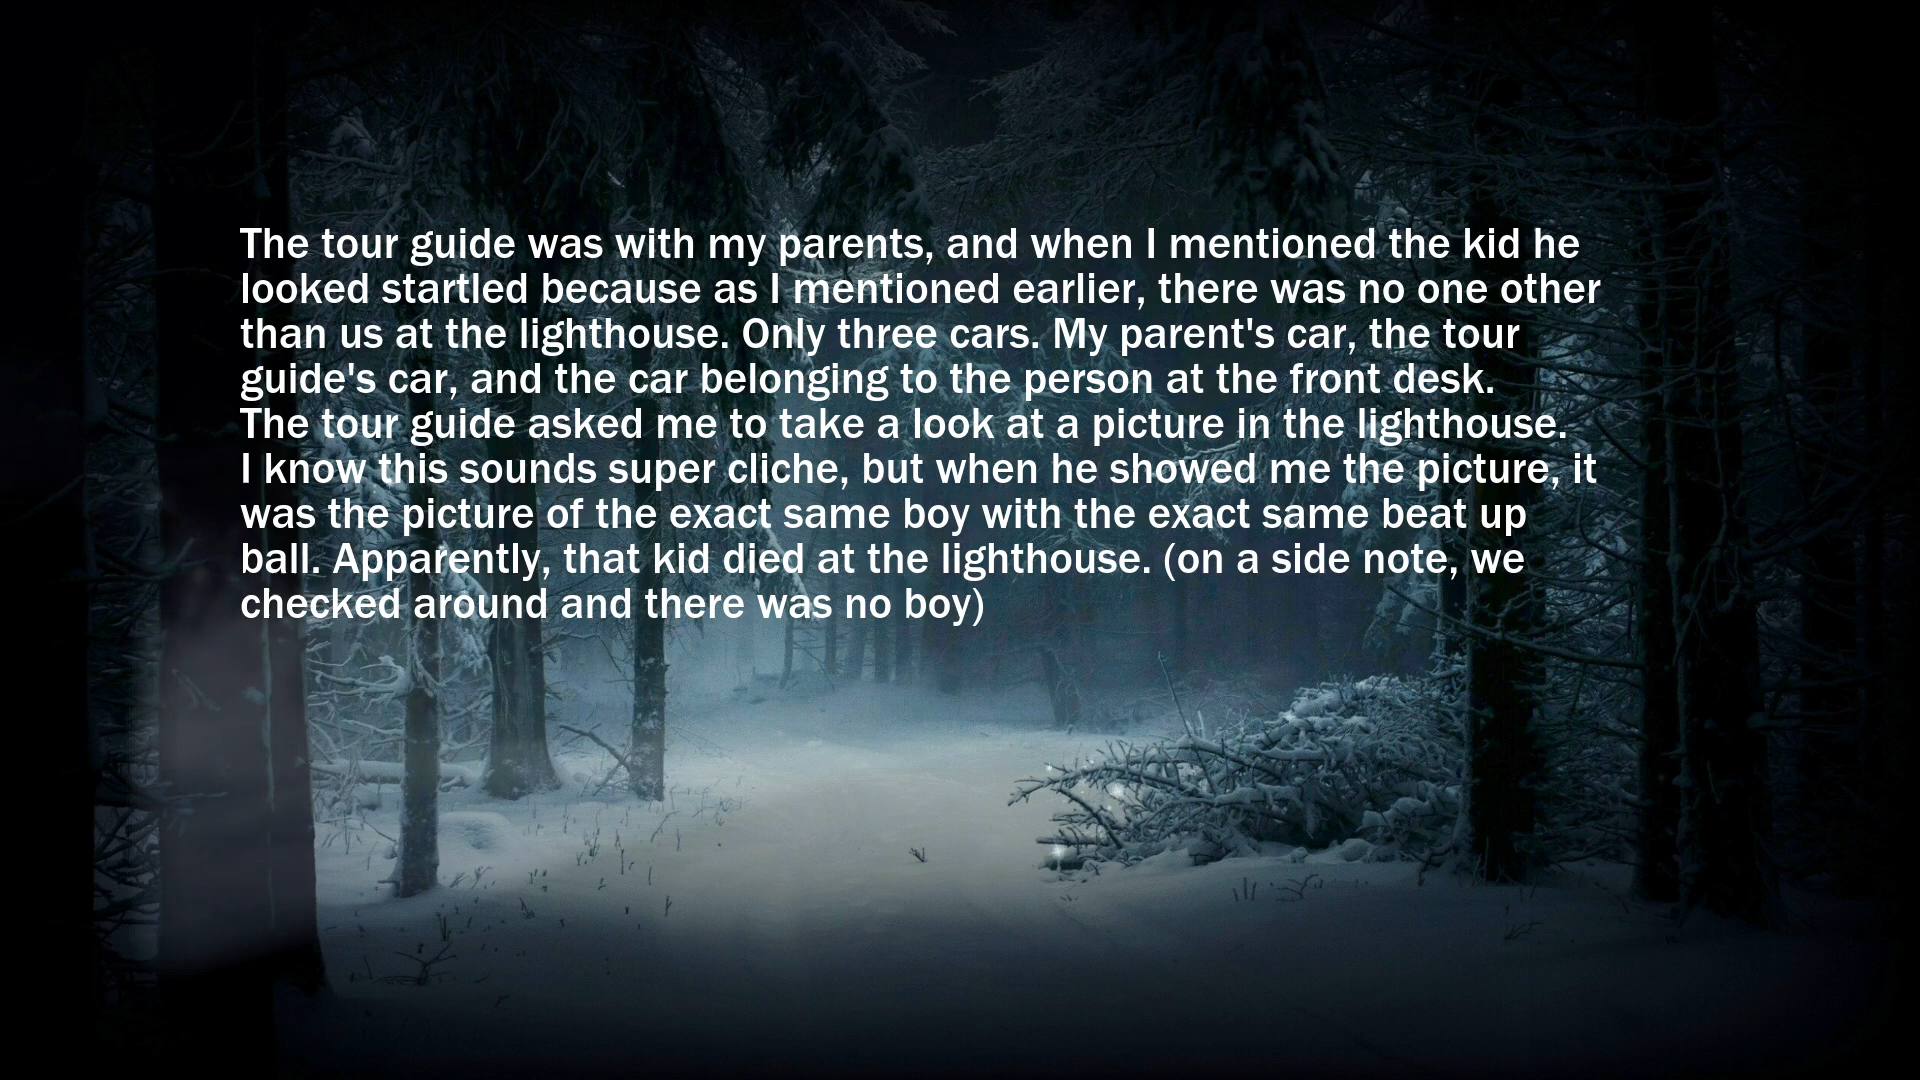 The tour guide was with my parents, and when I mentioned the kid he
looked startled because as I mentioned earlier, there was no one other
than us at the lighthouse. Only three cars. My parent's car, the tour
guide's car, and the car belonging to the person at the front desk.
The tour guide asked me to take a look at a picture in the lighthouse.
I know this sounds super cliche, but when he showed me the picture, it
was the picture of the exact same boy with the exact same beat up
ball. Apparently, that kid died at the lighthouse. (on a side note, we
checked around and there was no boy)